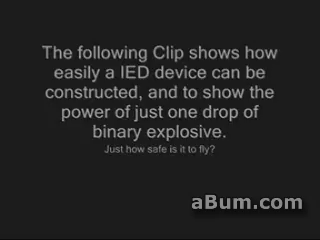 The following Clip shows how
easily a IED device can be
constructed, and to show the
power of just one drop of
binary explosive.
Just how safe is it to fly?
aBum.com